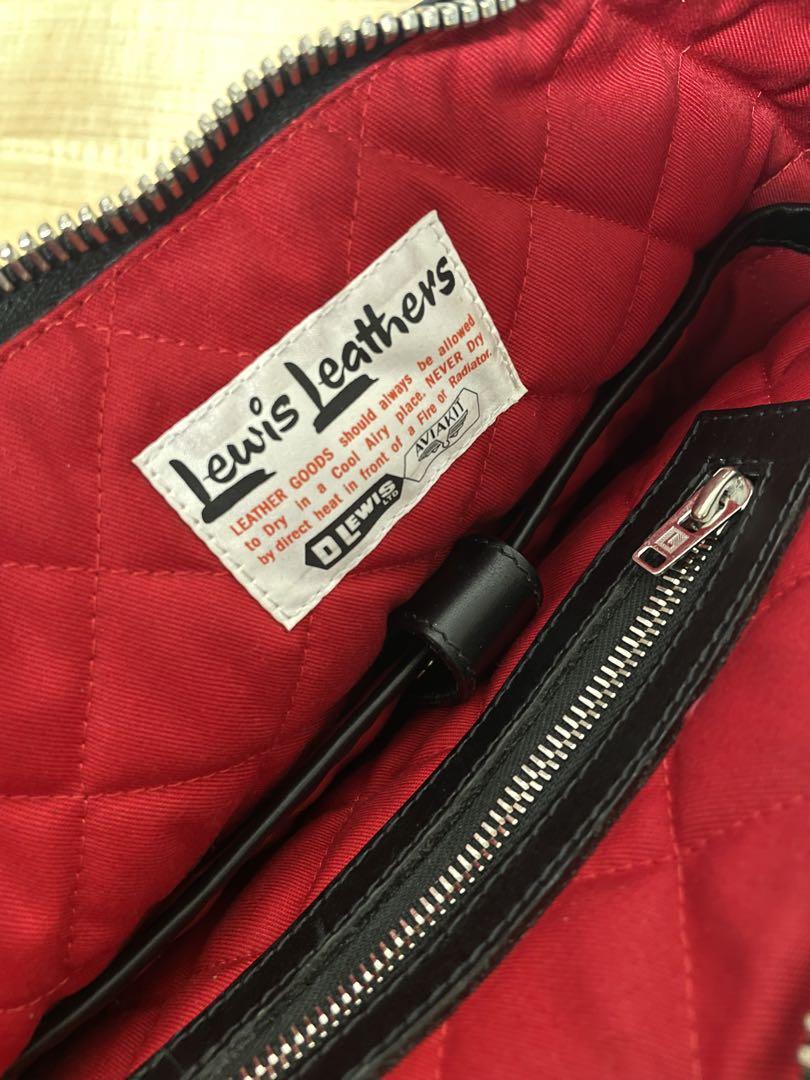 Lewis Leathers
LEATHER GOODS should always be allowed
to Dry in a Cool Airy place. NEVER Dry
by direct heat in front of a Fire or Radiator.
D LEWIS LTD
AVIAKIT